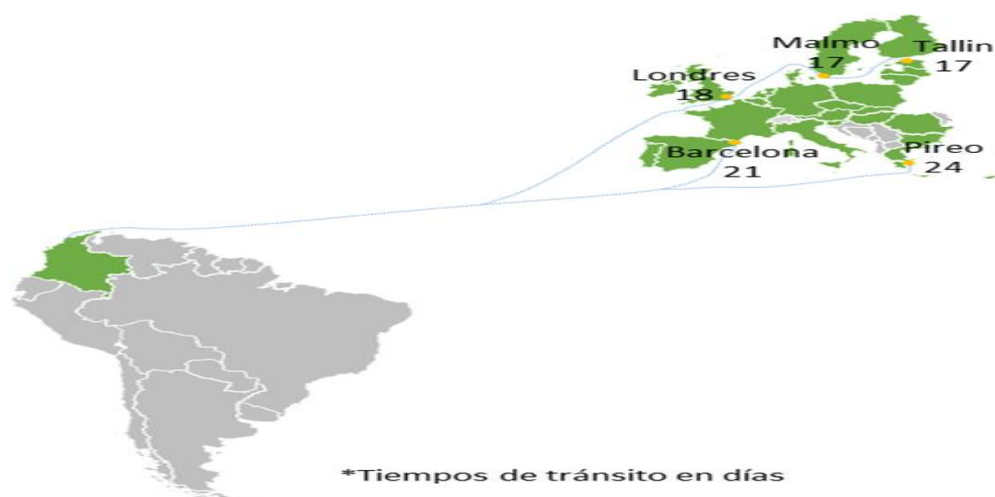 Malmo
17
Tallin
17
Londres
18
Barcelona
21
Pireo
24
*Tiempos de tránsito en días